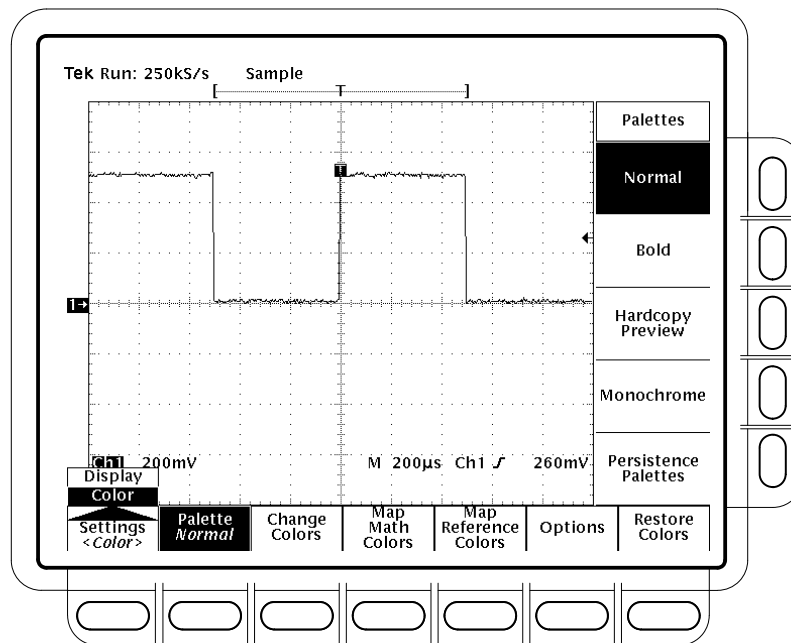 Tek Run: 250kS/s Sample
[ T ]
T
1→
Ch1 200mV M 200µs Ch1 260mV
Palettes
Normal
Bold
Hardcopy
Preview
Monochrome
Persistence
Palettes
Display
Color
Settings
<Color>
Palette
Normal
Change
Colors
Map
Math
Colors
Map
Reference
Colors
Options
Restore
Colors